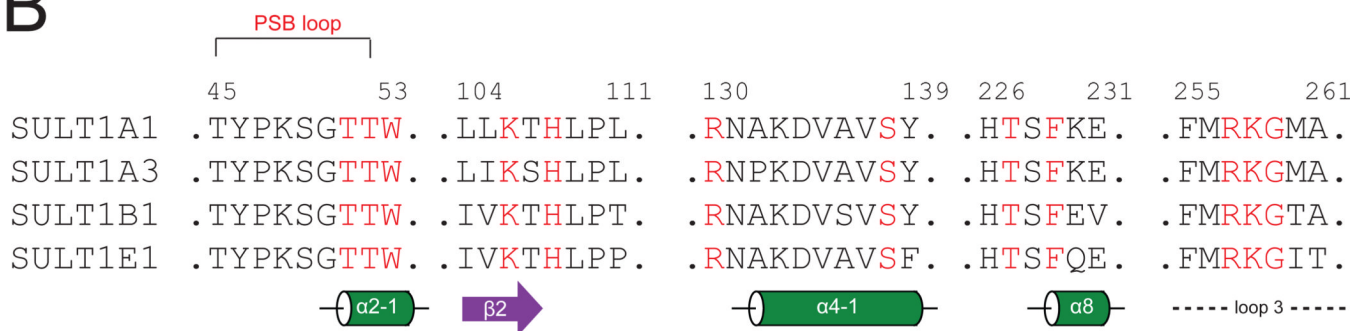 B
PSB loop
45 53 104 111 130 139 226 231 255 261
SULT1A1 .TYPKSGTTW. .LLKTHLPL. .RNAKDVAVSY. .HTSFKE. .FMRKGMA.
SULT1A3 .TYPKSGTTW. .LIKSHLPL. .RNPKDVAVSY. .HTSFKE. .FMRKGMA.
SULT1B1 .TYPKSGTTW. .IVKTHLPT. .RNAKDVSVSY. .HTSFEV. .FMRKGTA.
SULT1E1 .TYPKSGTTW. .IVKTHLPP. .RNAKDVAVSF. .HTSFQE. .FMRKGIT.
α2-1 β2 α4-1 α8 ----- loop 3 -----